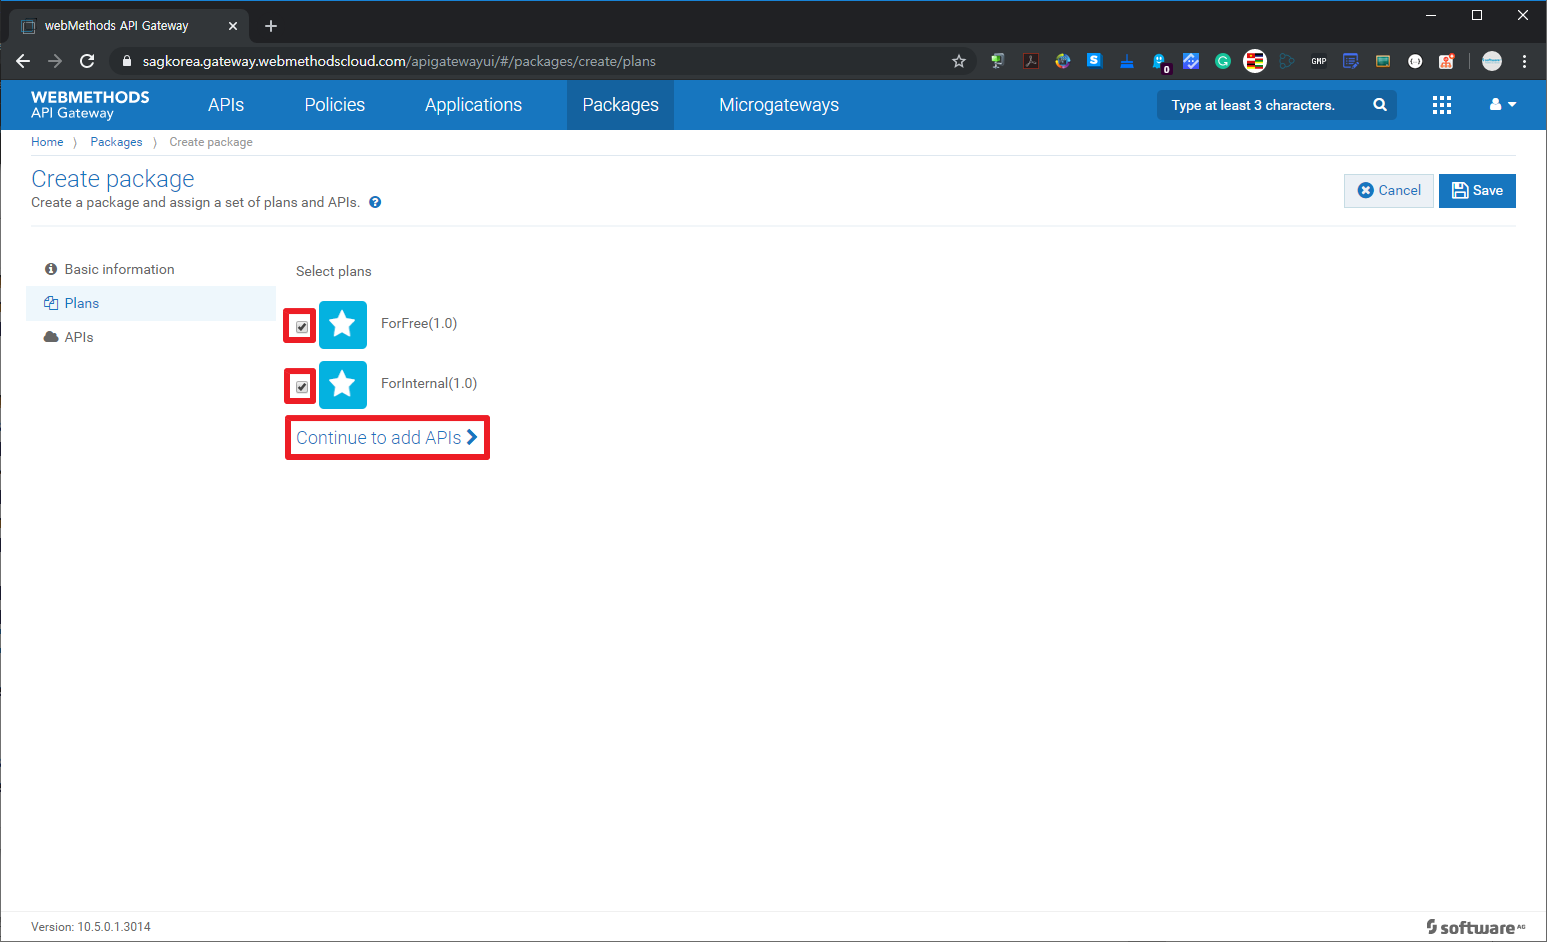 webMethods API Gateway
sagkorea.gateway.webmethodscloud.com/apigatewayui/#/packages/create/plans
S
0
G
GMP
WEBMETHODS
API Gateway
APIs
Policies
Applications
Packages
Microgateways
Type at least 3 characters.
Home
Packages
Create package
Create package
Create a package and assign a set of plans and APIs.
Cancel
Save
Basic information
Select plans
Plans
ForFree(1.0)
APIs
ForInternal(1.0)
Continue to add APIs
Version: 10.5.0.1.3014
software AG